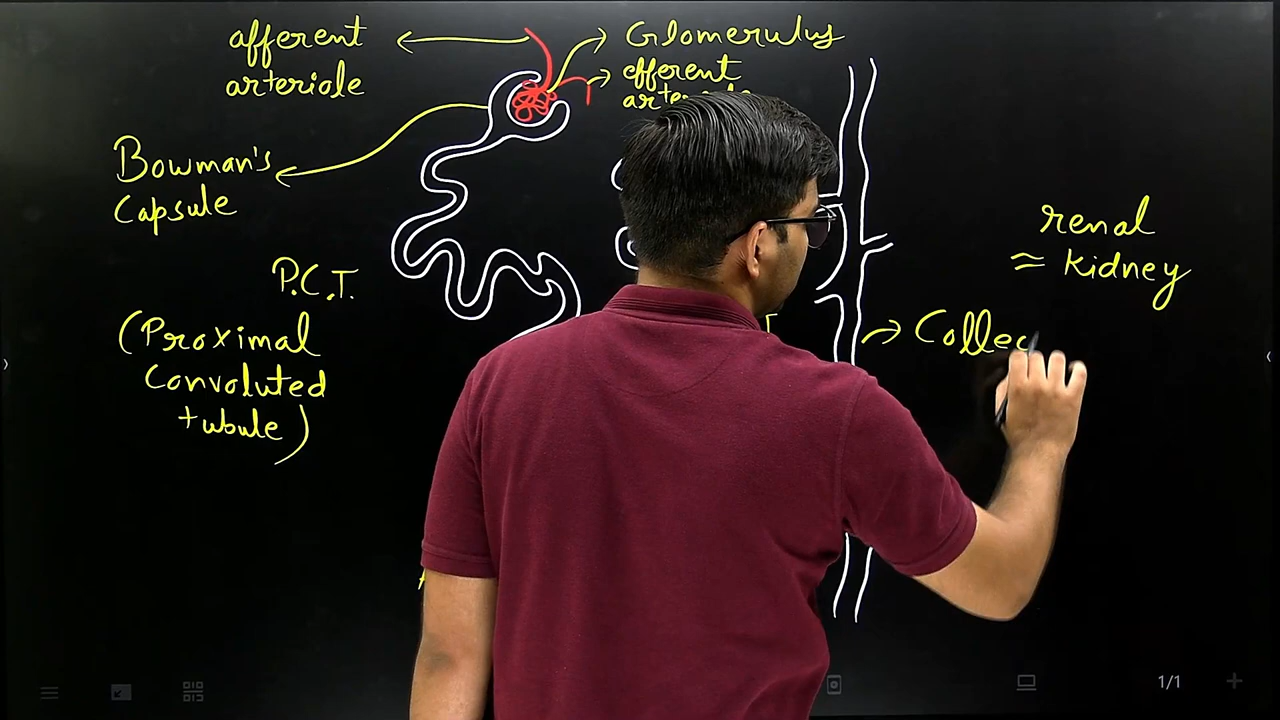 afferent
arteriole
Glomerulus
efferent
Bowman's
Capsule
renal
= kidney
P.C.T.
(Proximal
Convoluted
tubule)
Collec
1/1